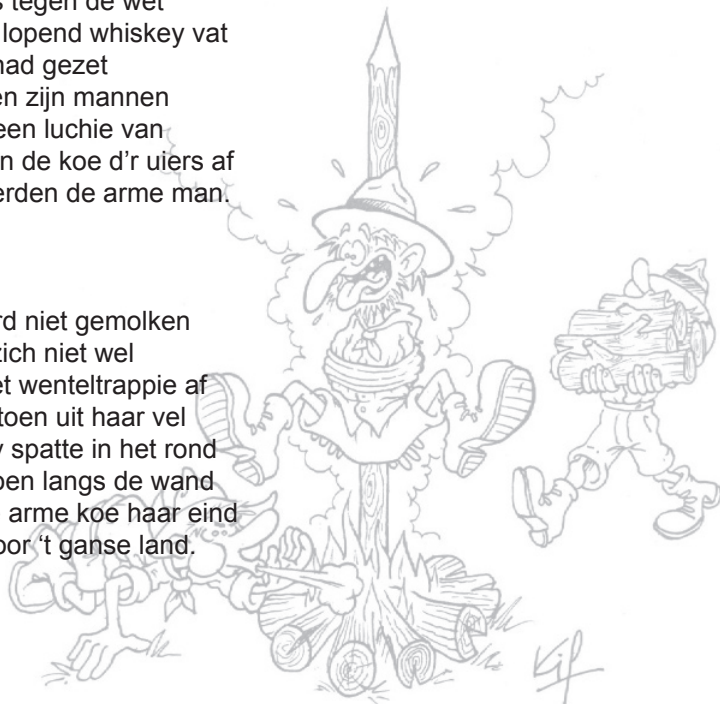 tegen de wet
lopend whiskey vat
had gezet
en zijn mannen
een luchie van
n de koe d'r uiers af
erden de arme man.
rd niet gemolken
zich niet wel
et wenteltrappie af
toen uit haar vel
y spatte in het rond
oen langs de wand
arme koe haar eind
oor ‘t ganse land.